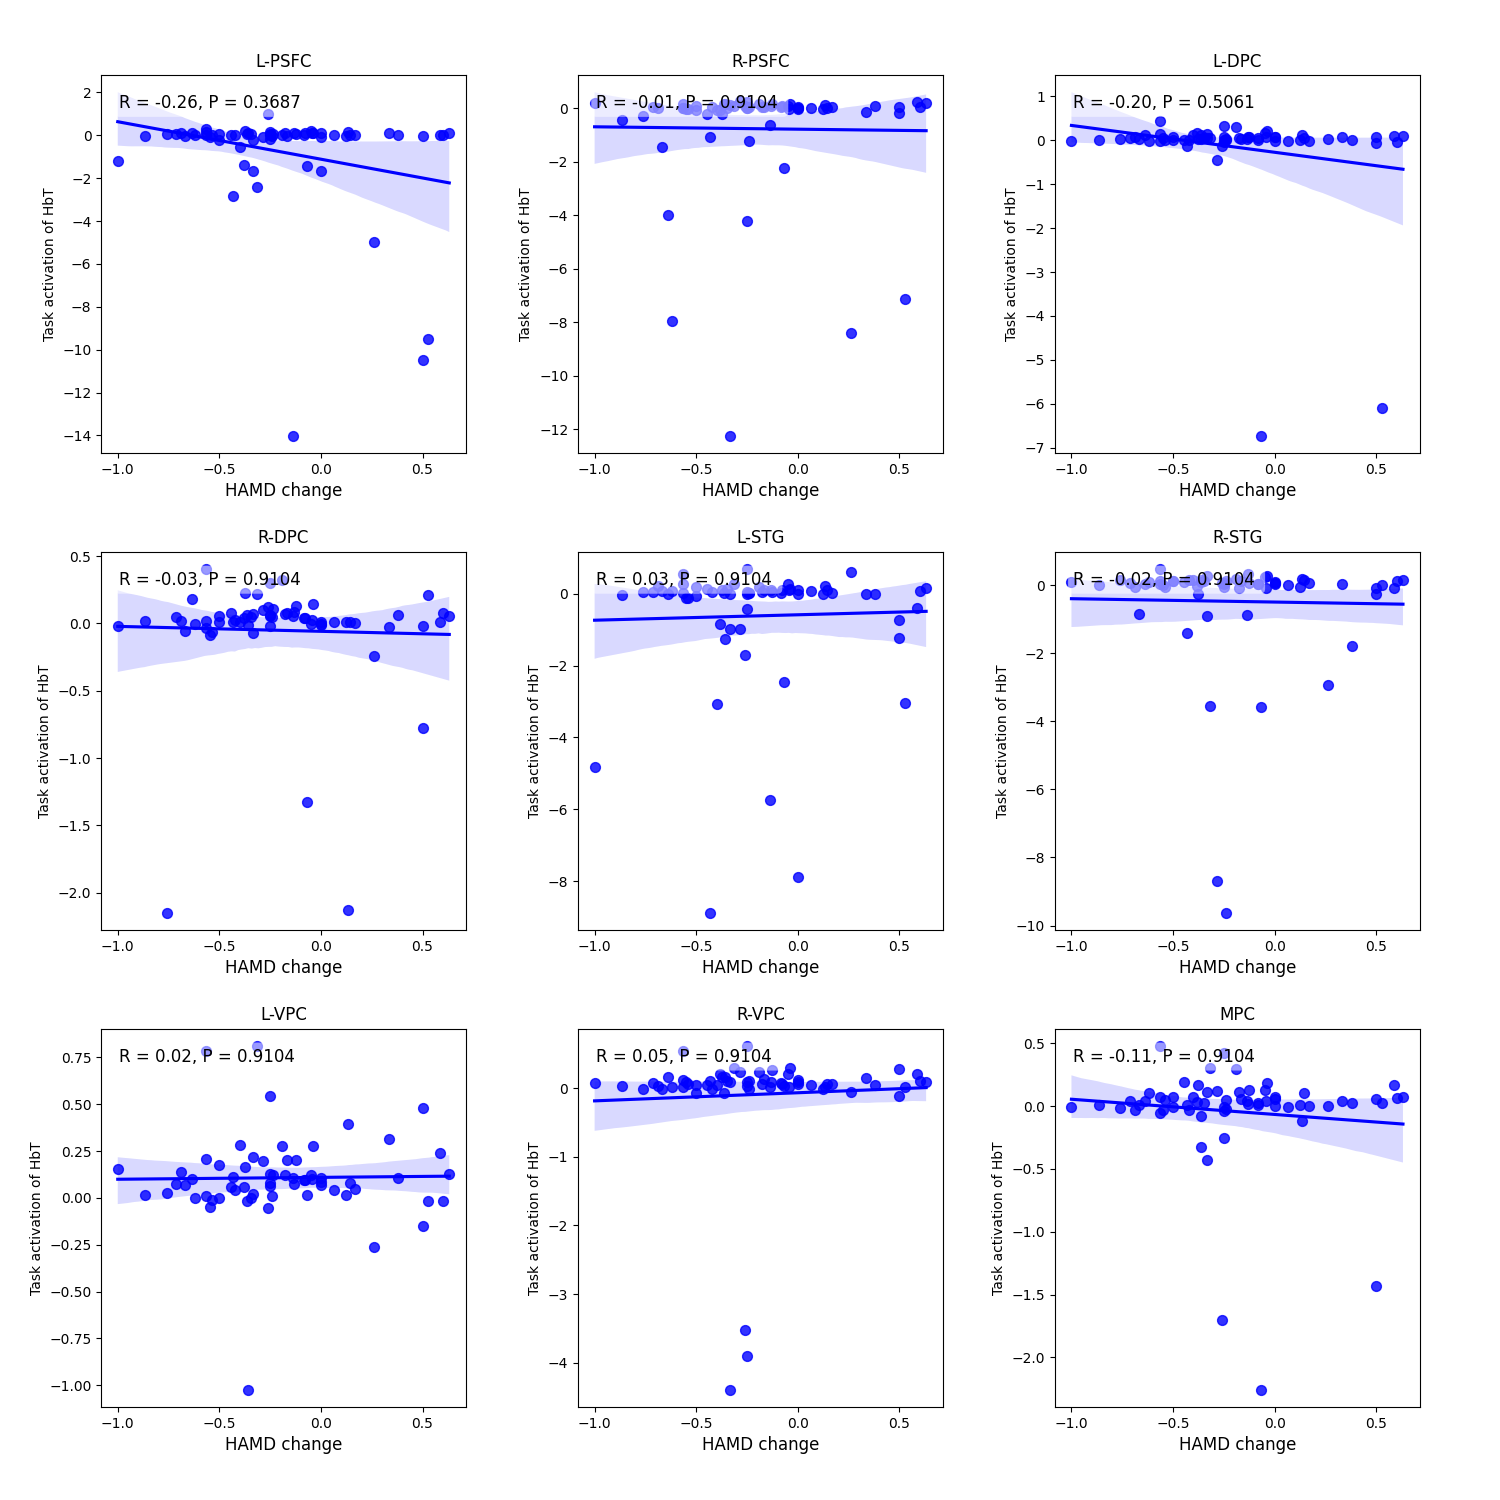 L-PSFC
R = -0.26, P = 0.3687
2
0
−2
−4
−6
−8
−10
−12
−14
Task activation of HbT
−1.0 −0.5 0.0 0.5
HAMD change
R-PSFC
R = -0.01, P = 0.9104
0
−2
−4
−6
−8
−10
−12
Task activation of HbT
−1.0 −0.5 0.0 0.5
HAMD change
L-DPC
R = -0.20, P = 0.5061
1
0
−1
−2
−3
−4
−5
−6
−7
Task activation of HbT
−1.0 −0.5 0.0 0.5
HAMD change
R-DPC
R = -0.03, P = 0.9104
0.5
0.0
−0.5
−1.0
−1.5
−2.0
Task activation of HbT
−1.0 −0.5 0.0 0.5
HAMD change
L-STG
R = 0.03, P = 0.9104
0
−2
−4
−6
−8
Task activation of HbT
−1.0 −0.5 0.0 0.5
HAMD change
R-STG
R = -0.02, P = 0.9104
0
−2
−4
−6
−8
−10
Task activation of HbT
−1.0 −0.5 0.0 0.5
HAMD change
L-VPC
R = 0.02, P = 0.9104
0.75
0.50
0.25
0.00
−0.25
−0.50
−0.75
−1.00
Task activation of HbT
−1.0 −0.5 0.0 0.5
HAMD change
R-VPC
R = 0.05, P = 0.9104
0
−1
−2
−3
−4
Task activation of HbT
−1.0 −0.5 0.0 0.5
HAMD change
MPC
R = -0.11, P = 0.9104
0.5
0.0
−0.5
−1.0
−1.5
−2.0
Task activation of HbT
−1.0 −0.5 0.0 0.5
HAMD change